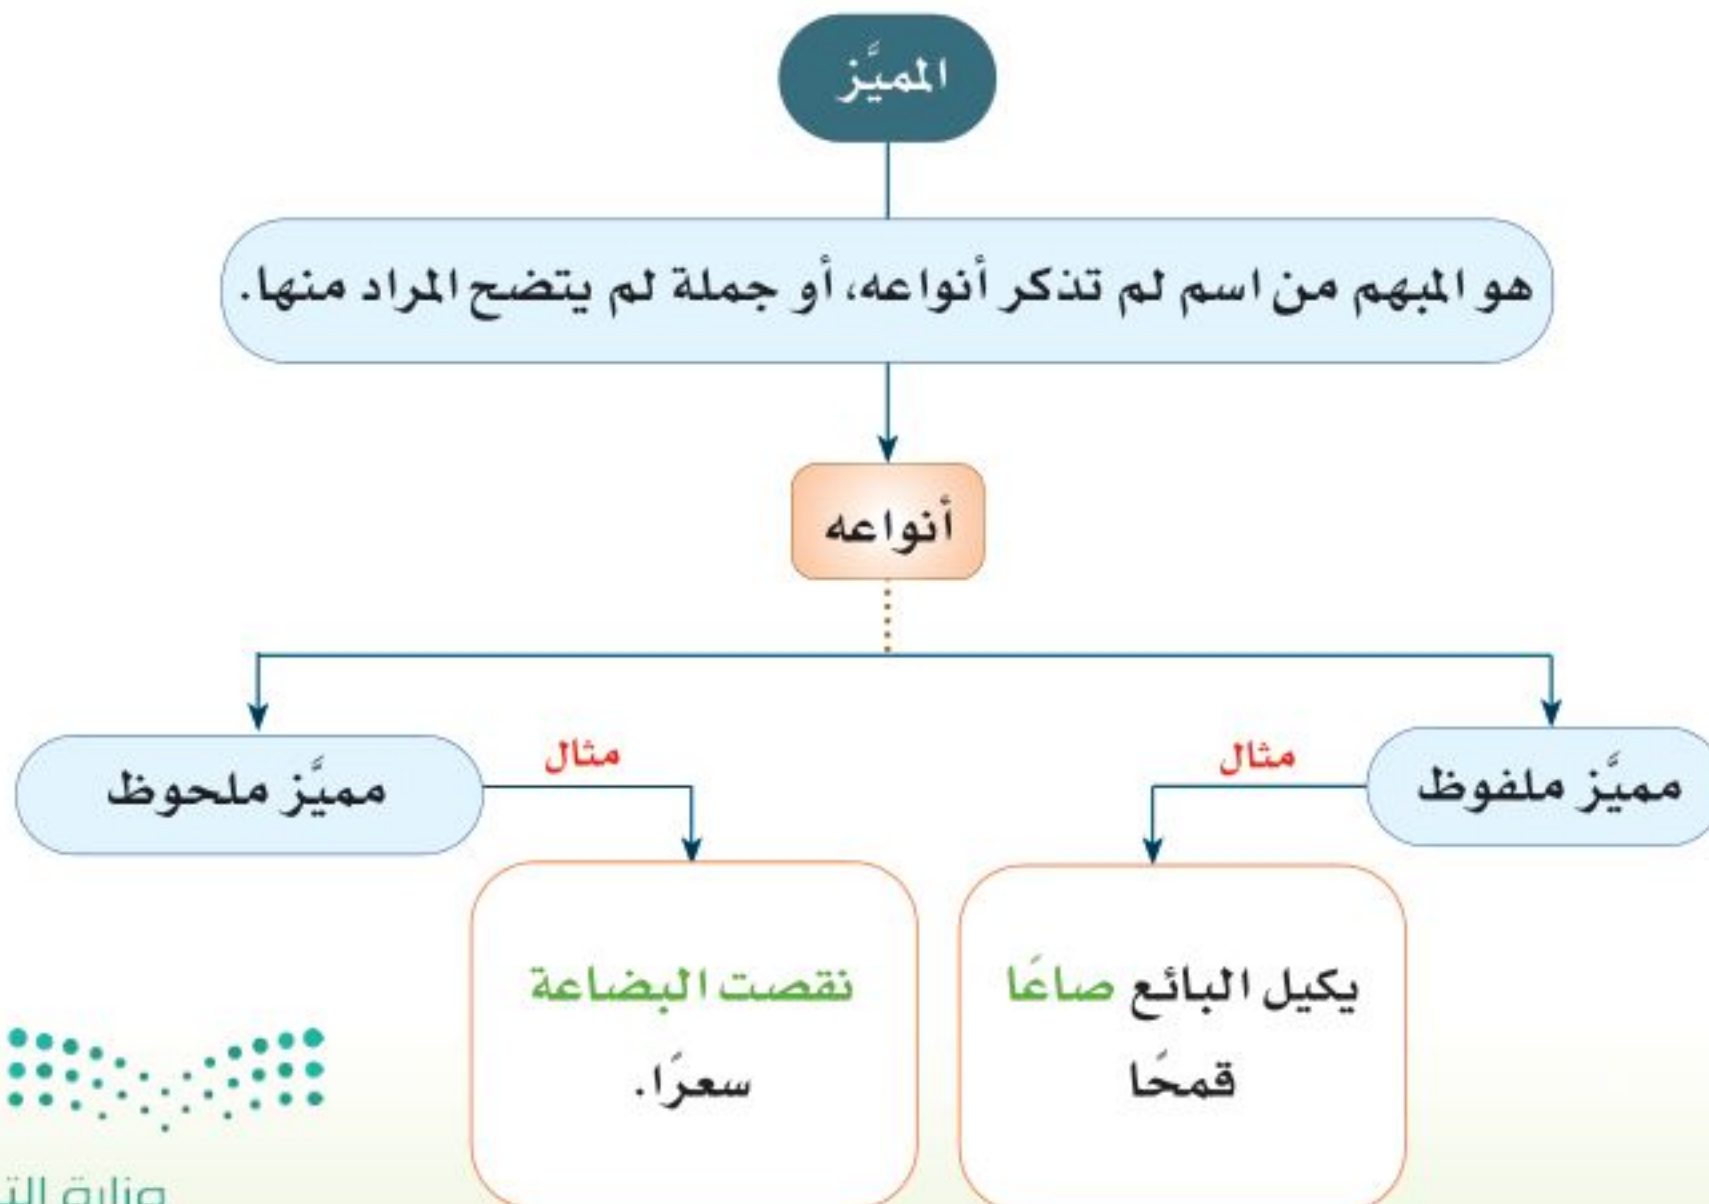 المميَّز
هو المبهم من اسم لم تذكر أنواعه، أو جملة لم يتضح المراد منها.
أنواعه
مميَّز ملفوظ
مثال
يكيل البائع صاعًا
قمحًا
مميَّز ملحوظ
مثال
نقصت البضاعة
سعرًا.
وزارة